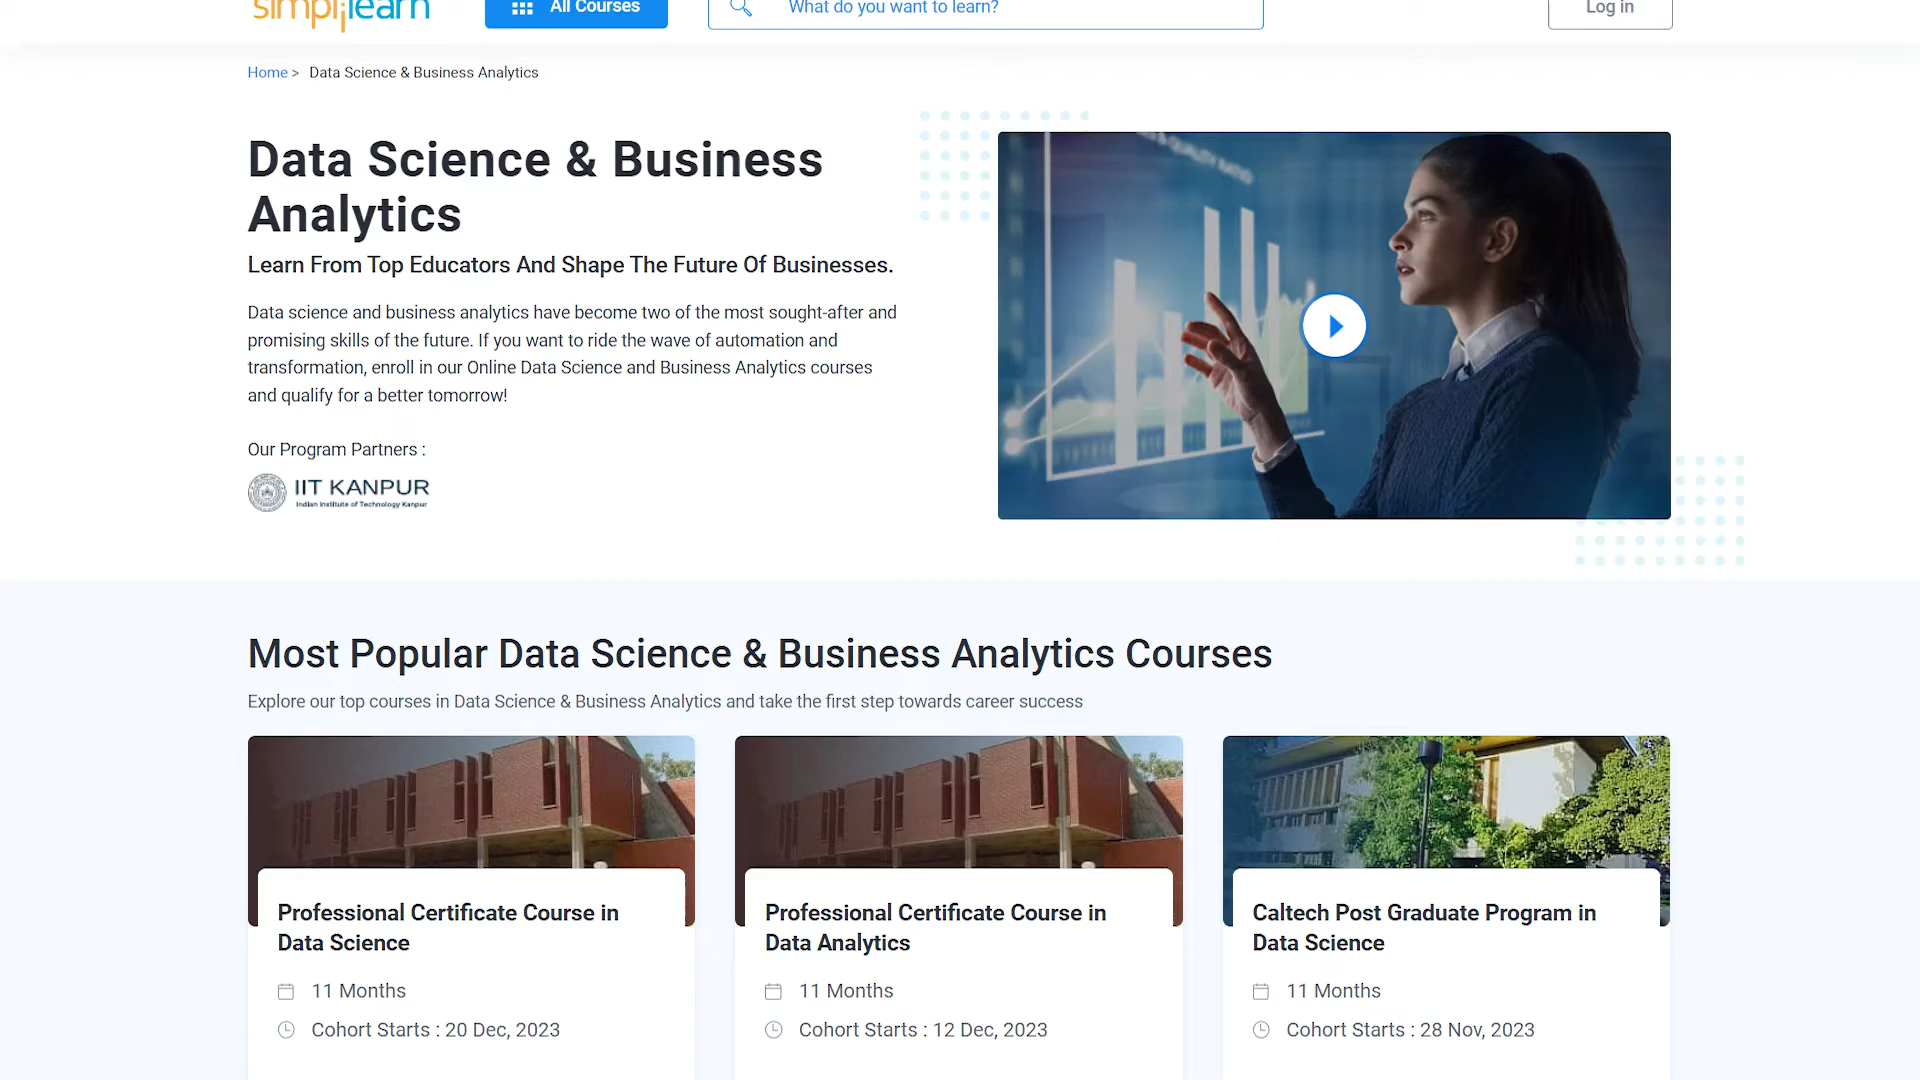 simplilearn
All Courses
What do you want to learn?
Log in
Home > Data Science & Business Analytics
Data Science & Business
Analytics
Learn From Top Educators And Shape The Future Of Businesses.
Data science and business analytics have become two of the most sought-after and
promising skills of the future. If you want to ride the wave of automation and
transformation, enroll in our Online Data Science and Business Analytics courses
and qualify for a better tomorrow!
Our Program Partners :
IIT KANPUR
Indian Institute of Technology Kanpur
& QUALITY RATIO
Most Popular Data Science & Business Analytics Courses
Explore our top courses in Data Science & Business Analytics and take the first step towards career success
Professional Certificate Course in
Data Science
11 Months
Cohort Starts : 20 Dec, 2023
Professional Certificate Course in
Data Analytics
11 Months
Cohort Starts : 12 Dec, 2023
Caltech Post Graduate Program in
Data Science
11 Months
Cohort Starts : 28 Nov, 2023